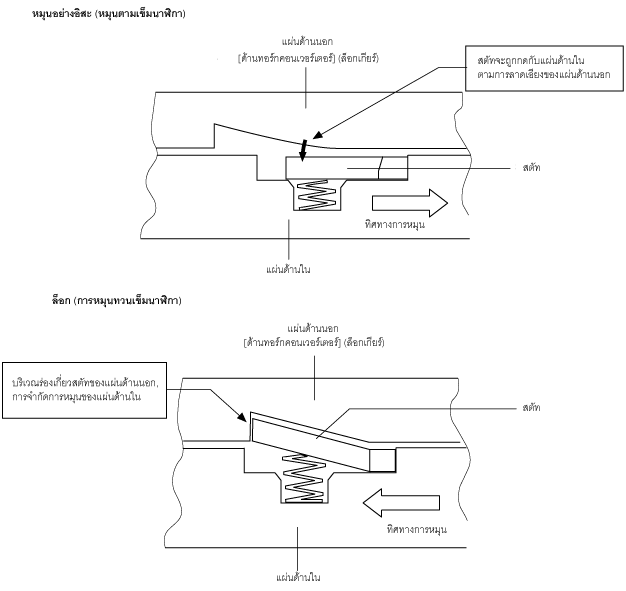 หมุนอย่างอิสะ (หมุนตามเข็มนาฬิกา)
แผ่นด้านนอก
[ด้านทอร์กคอนเวอร์เตอร์] (ล็อกเกียร์)
สตัทจะถูกกดกับแผ่นด้านใน
ตามการลาดเอียงของแผ่นด้านนอก
สตัท
ทิศทางการหมุน
แผ่นด้านใน
ล็อก (การหมุนทวนเข็มนาฬิกา)
แผ่นด้านนอก
[ด้านทอร์กคอนเวอร์เตอร์] (ล็อกเกียร์)
บริเวณร่องเกี่ยวสตัทของแผ่นด้านนอก,
การจำกัดการหมุนของแผ่นด้านใน
สตัท
ทิศทางการหมุน
แผ่นด้านใน